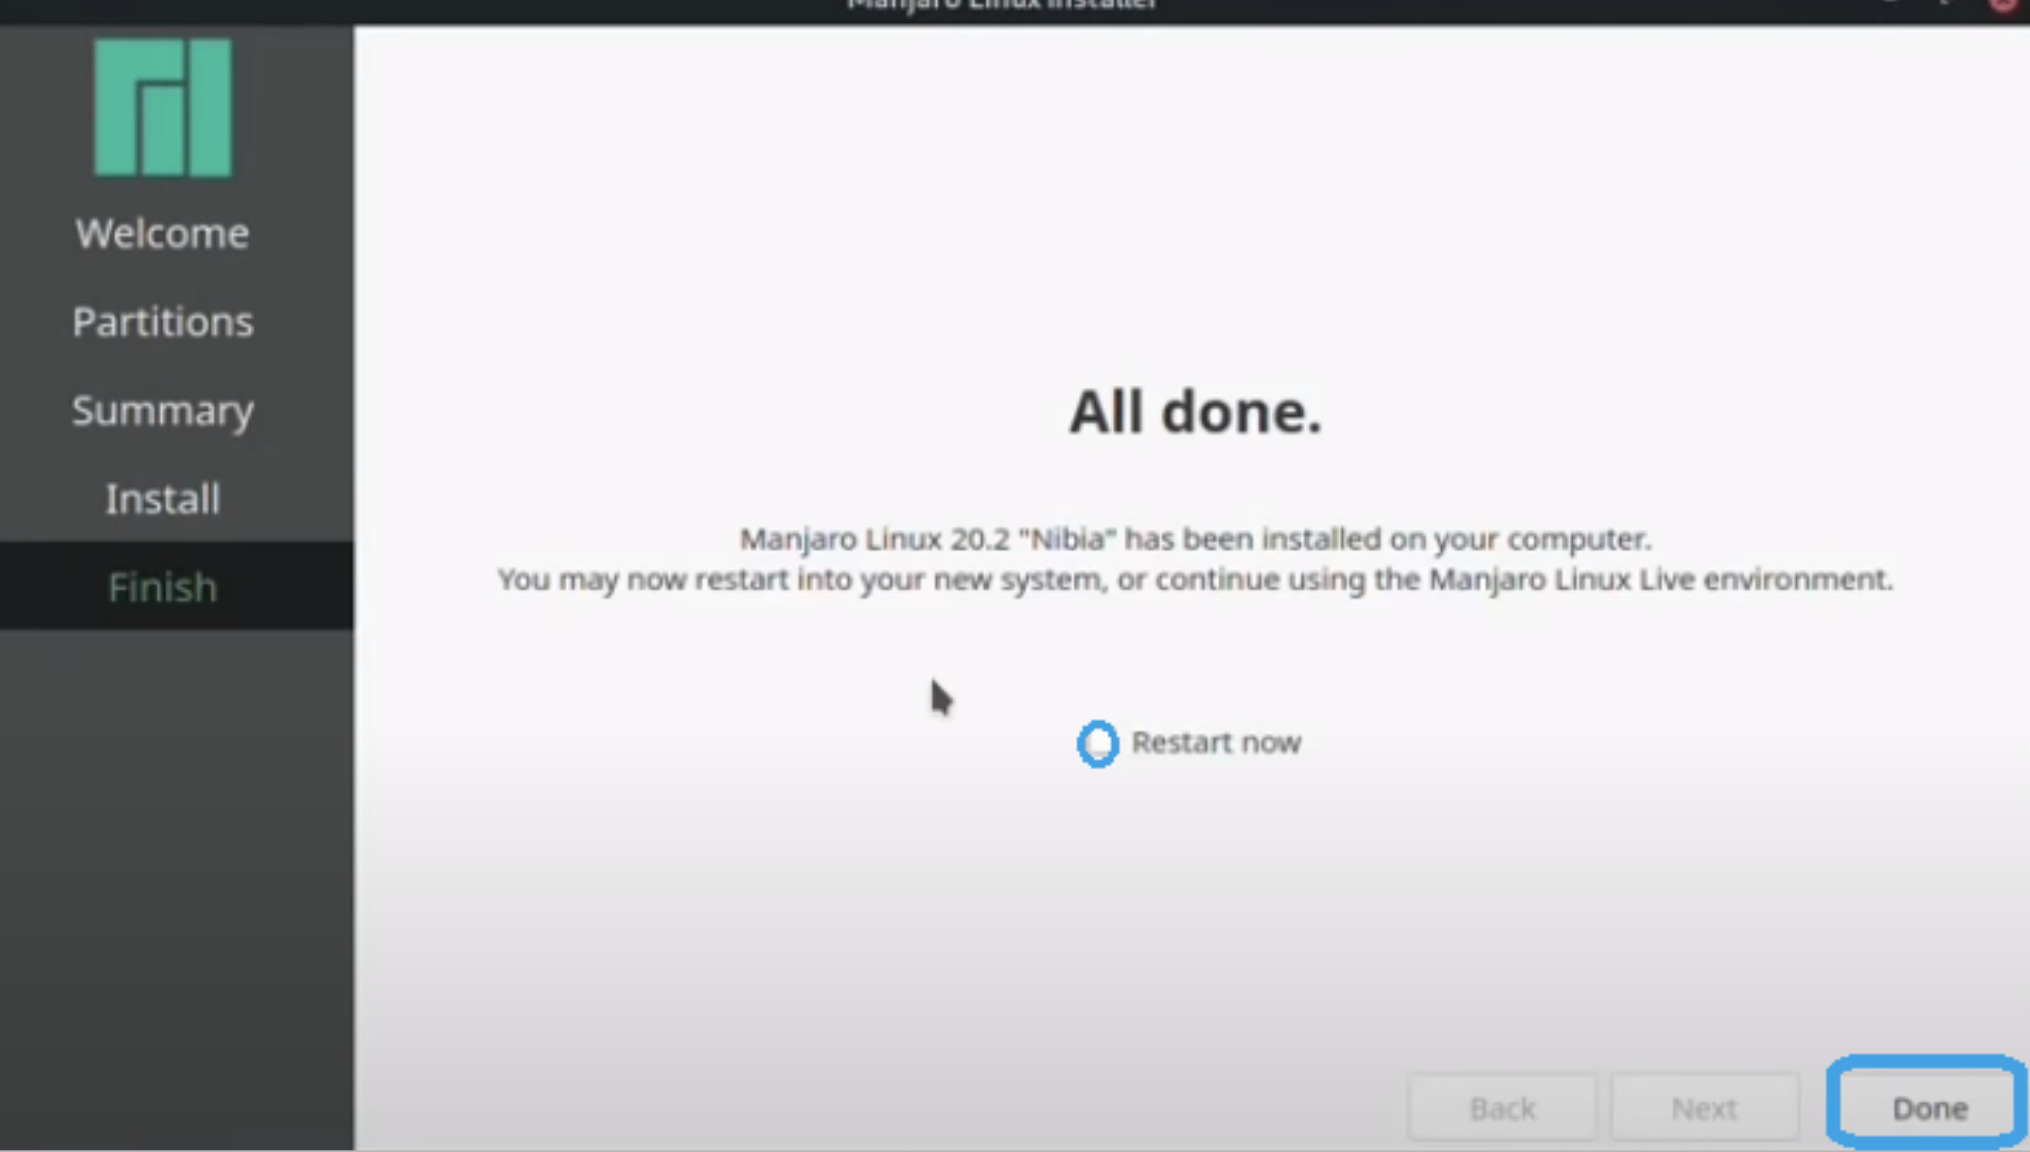 Manjaro Linux Installer
Welcome
Partitions
Summary
Install
Finish
All done.
Manjaro Linux 20.2 "Nibia" has been installed on your computer.
You may now restart into your new system, or continue using the Manjaro Linux Live environment.
Restart now
Back
Next
Done